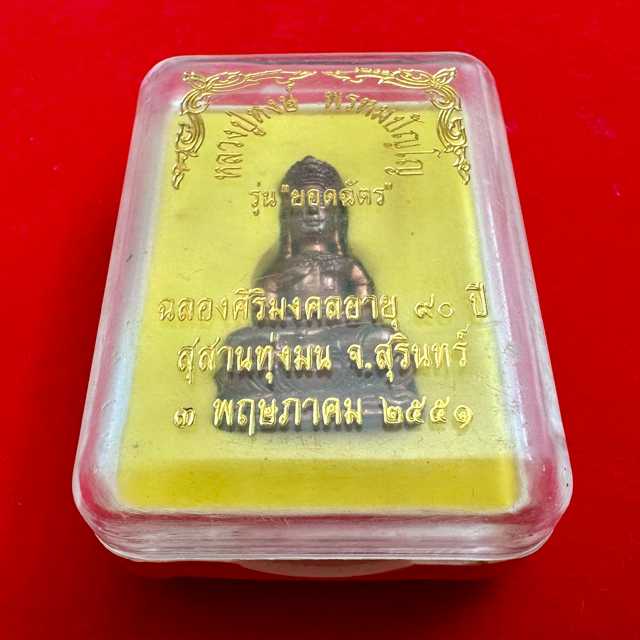 หลวงปู่หงษ์ พรหมปัญโญ
รุ่น "ยอดฉัตร"
ฉลองศิริมงคลอายุ ๙๐ ปี
สุสานทุ่งมน จ.สุรินทร์
๓ พฤษภาคม ๒๕๕๑